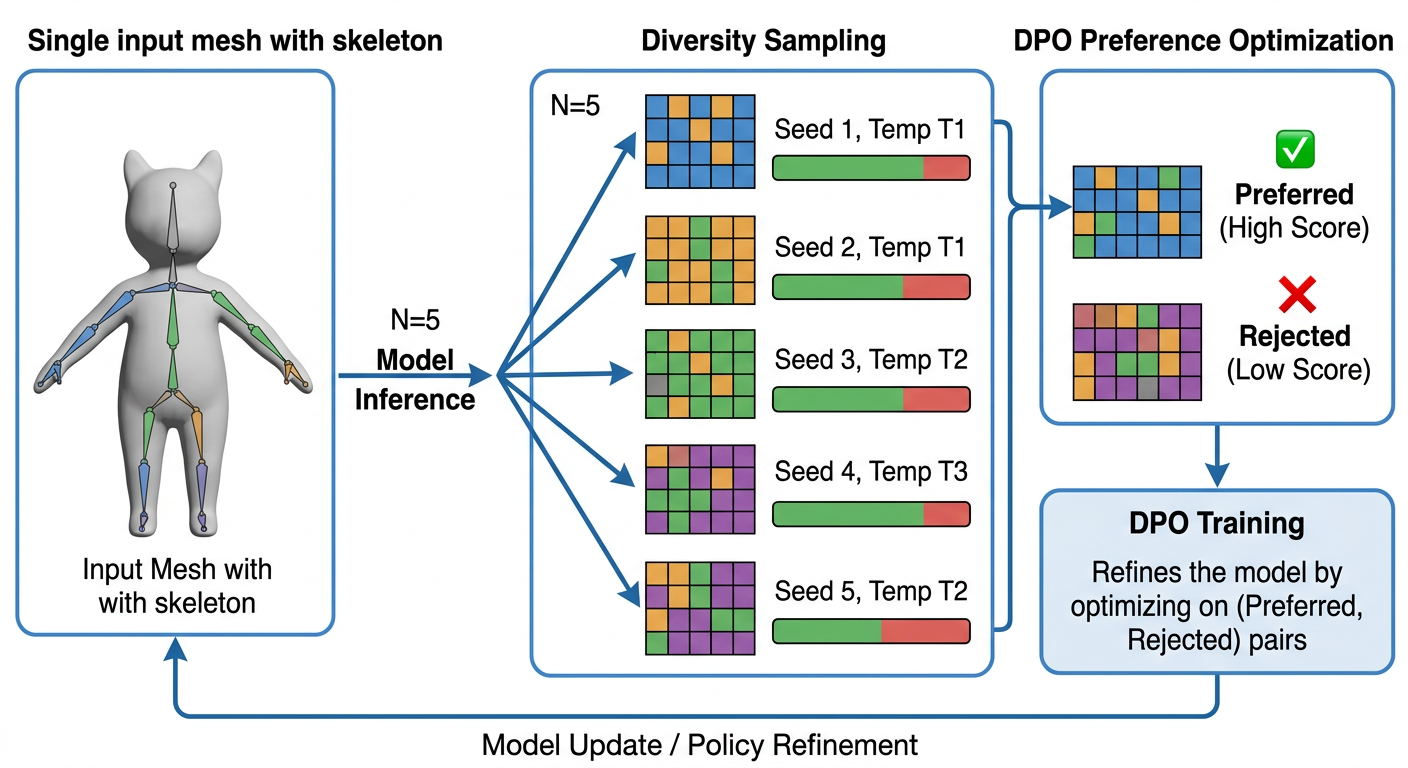 Single input mesh with skeleton
Input Mesh with
with skeleton
N=5
Model
Inference
Diversity Sampling
N=5
Seed 1, Temp T1
Seed 2, Temp T1
Seed 3, Temp T2
Seed 4, Temp T3
Seed 5, Temp T2
DPO Preference Optimization
Preferred
(High Score)
Rejected
(Low Score)
DPO Training
Refines the model by
optimizing on (Preferred,
Rejected) pairs
Model Update / Policy Refinement